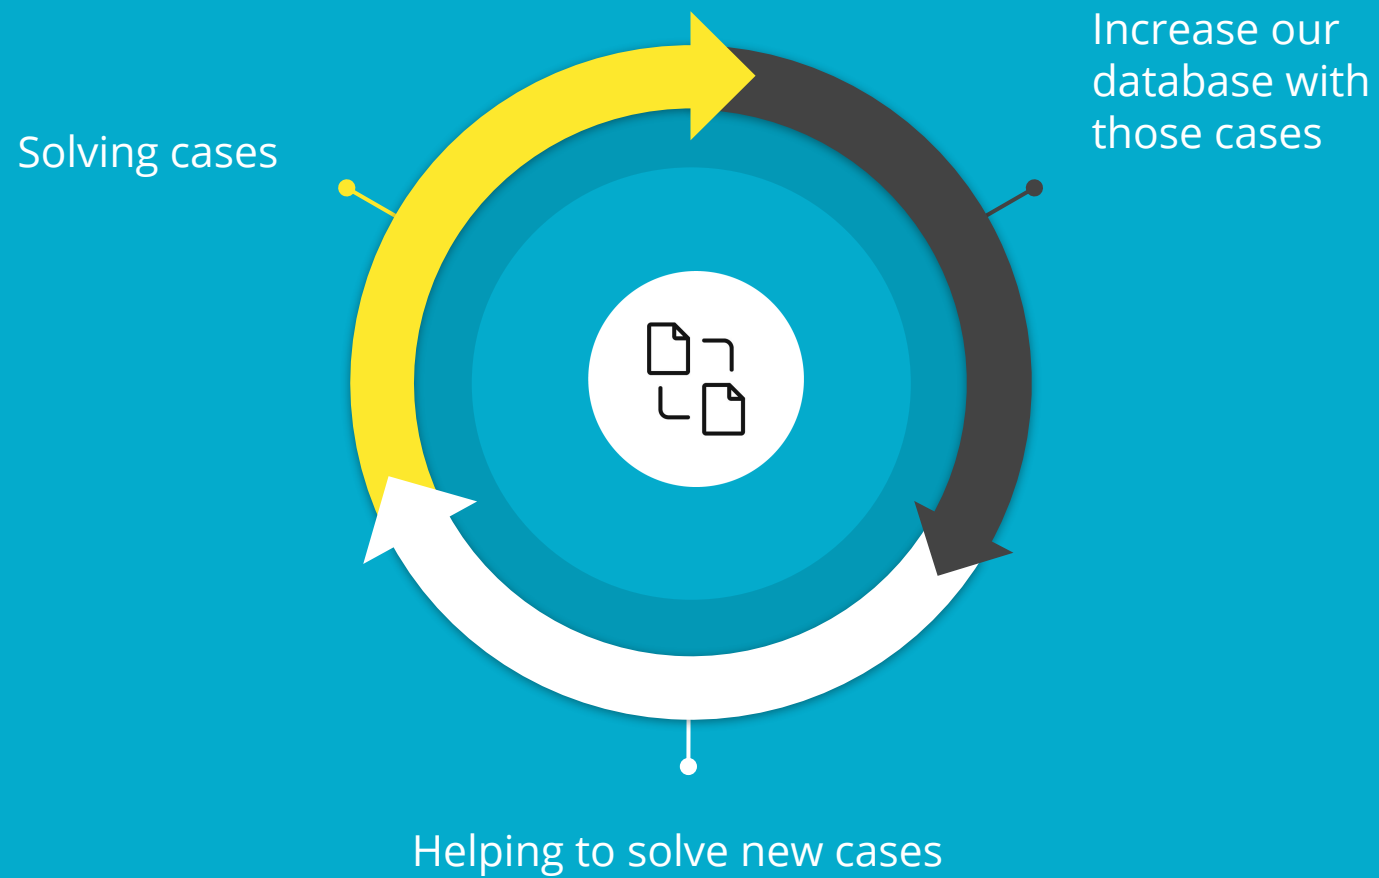 Solving cases
Increase our
database with
those cases
Helping to solve new cases